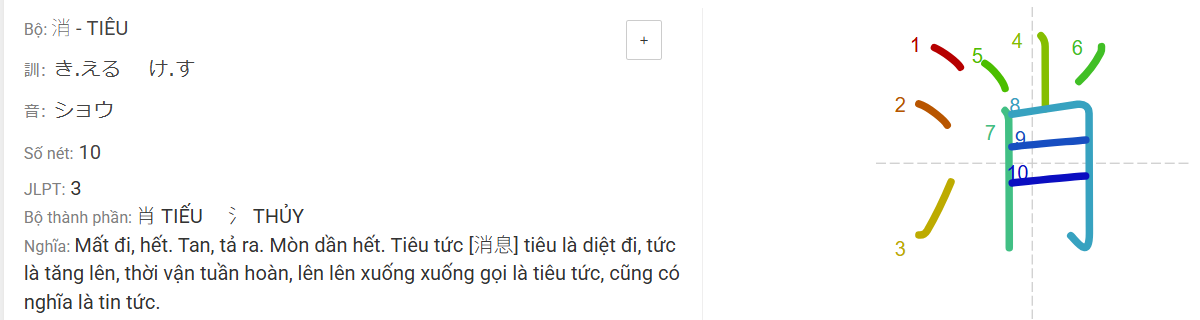 Bộ: 消 - TIÊU
+
訓: き.える け.す
音: ショウ
Số nét: 10
JLPT: 3
Bộ thành phần: 肖 TIẾU 氵 THỦY
Nghĩa: Mất đi, hết. Tan, tả ra. Mòn dần hết. Tiêu tức [消息] tiêu là diệt đi, tức
là tăng lên, thời vận tuần hoàn, lên lên xuống xuống gọi là tiêu tức, cũng có
nghĩa là tin tức.
消
1
2
3
4
5
6
7
8
9
10